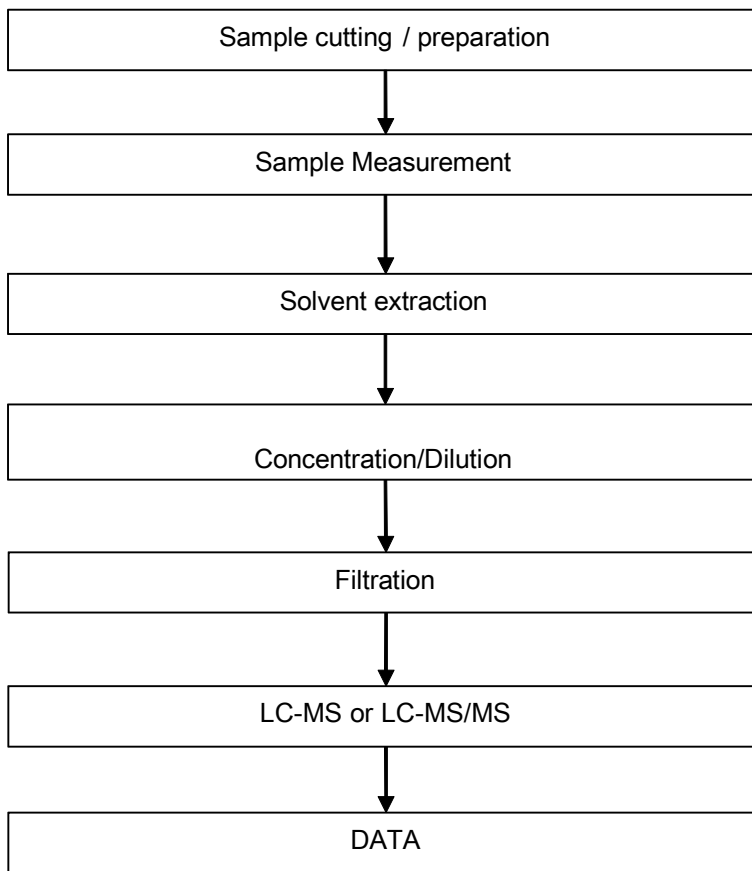 Sample cutting / preparation
Sample Measurement
Solvent extraction
Concentration/Dilution
Filtration
LC-MS or LC-MS/MS
DATA